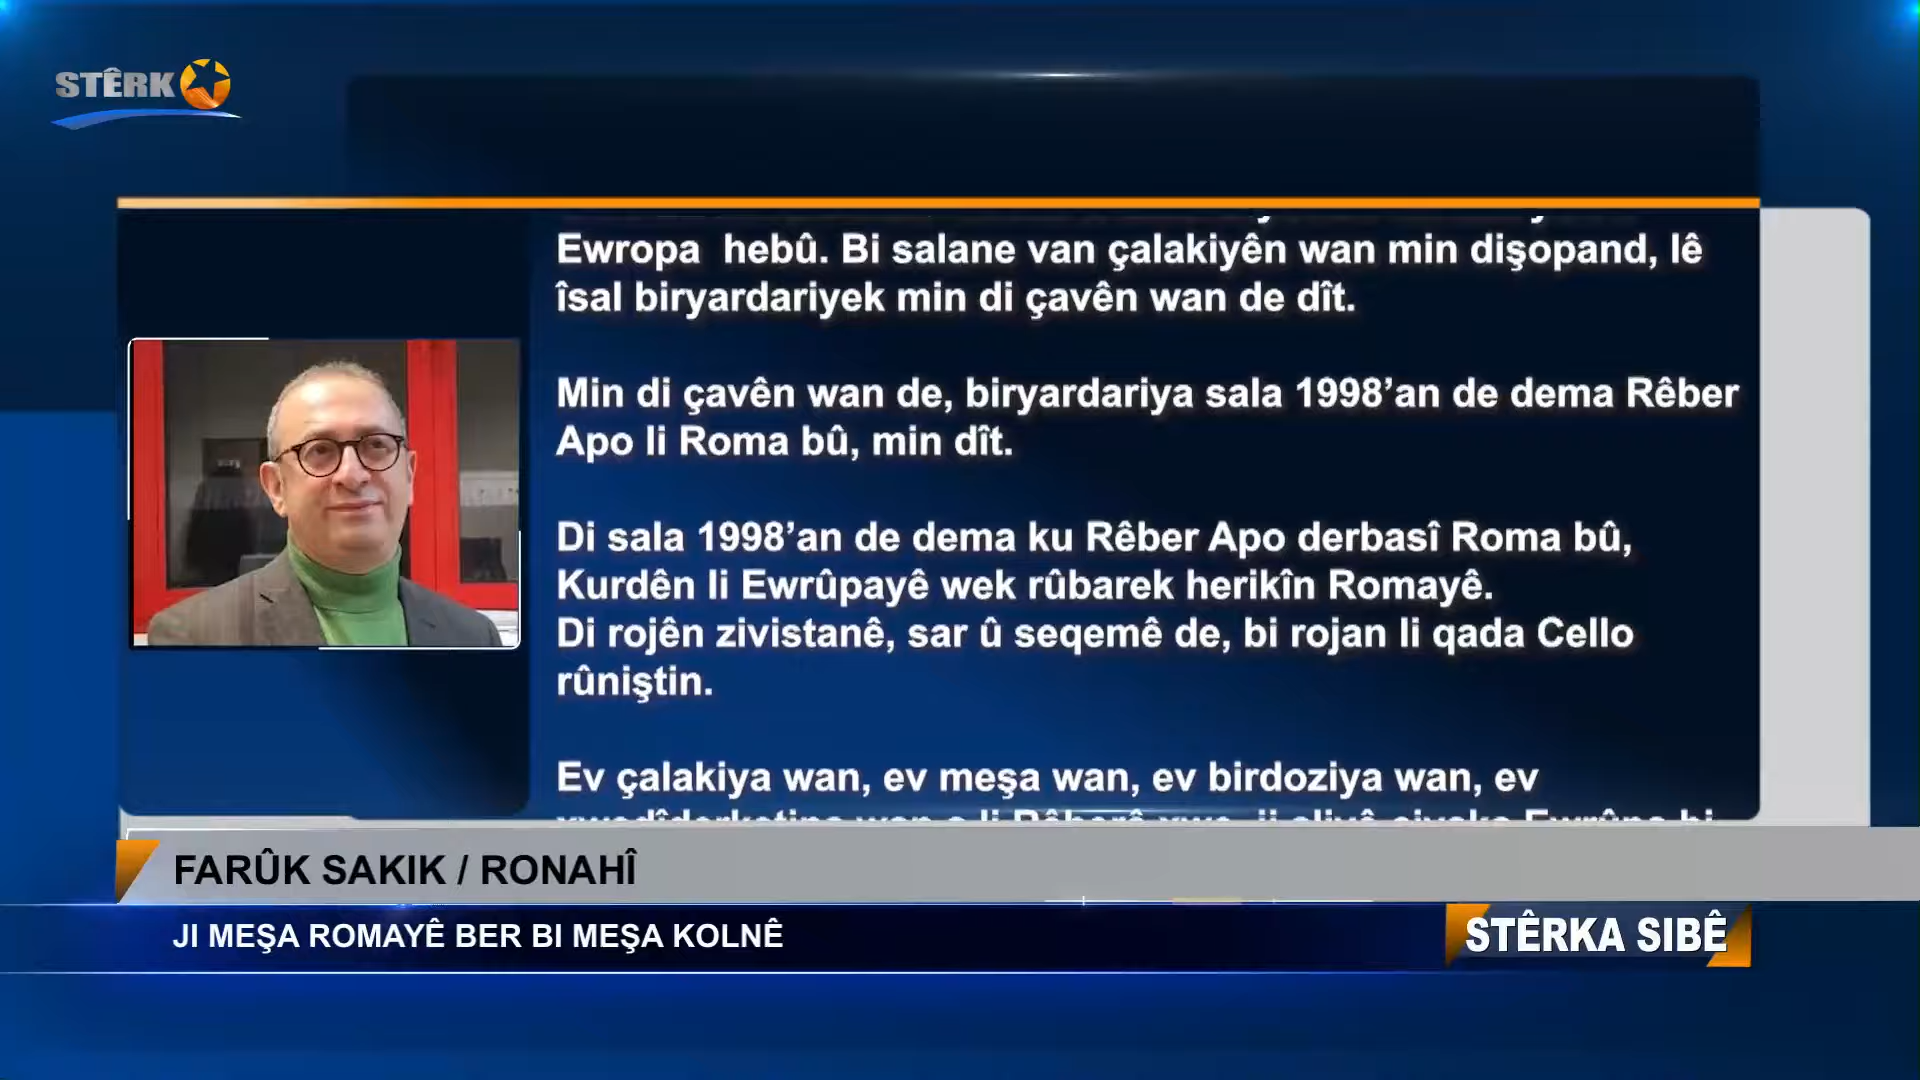 STÊRK
Ewropa hebû. Bi salane van çalakiyên wan min dişopand, lê
îsal biryardariyek min di çavên wan de dît.
Min di çavên wan de, biryardariya sala 1998’an de dema Rêber
Apo li Roma bû, min dît.
Di sala 1998’an de dema ku Rêber Apo derbasî Roma bû,
Kurdên li Ewrûpayê wek rûbarek herikîn Romayê.
Di rojên zivistanê, sar û seqemê de, bi rojan li qada Cello
rûniştin.
Ev çalakiya wan, ev meşa wan, ev birdoziya wan, ev
FARÛK SAKIK / RONAHÎ
JI MEŞA ROMAYÊ BER BI MEŞA KOLNÊ
STÊRKA SIBÊ